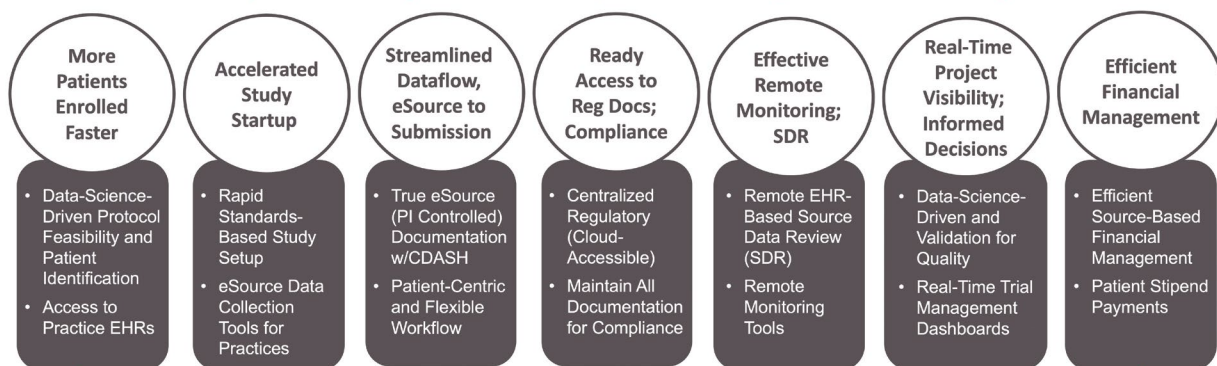 More
Patients
Enrolled
Faster
• Data-Science-
Driven Protocol
Feasibility and
Patient
Identification
• Access to
Practice EHRs
Accelerated
Study
Startup
• Rapid
Standards-
Based Study
Setup
• eSource Data
Collection
Tools for
Practices
Streamlined
Dataflow,
eSource to
Submission
• True eSource
(PI Controlled)
Documentation
w/CDASH
• Patient-Centric
and Flexible
Workflow
Ready
Access to
Reg Docs;
Compliance
• Centralized
Regulatory
(Cloud-
Accessible)
• Maintain All
Documentation
for Compliance
Effective
Remote
Monitoring;
SDR
• Remote EHR-
Based Source
Data Review
(SDR)
• Remote
Monitoring
Tools
Real-Time
Project
Visibility;
Informed
Decisions
• Data-Science-
Driven and
Validation for
Quality
• Real-Time Trial
Management
Dashboards
Efficient
Financial
Management
• Efficient
Source-Based
Financial
Management
• Patient Stipend
Payments